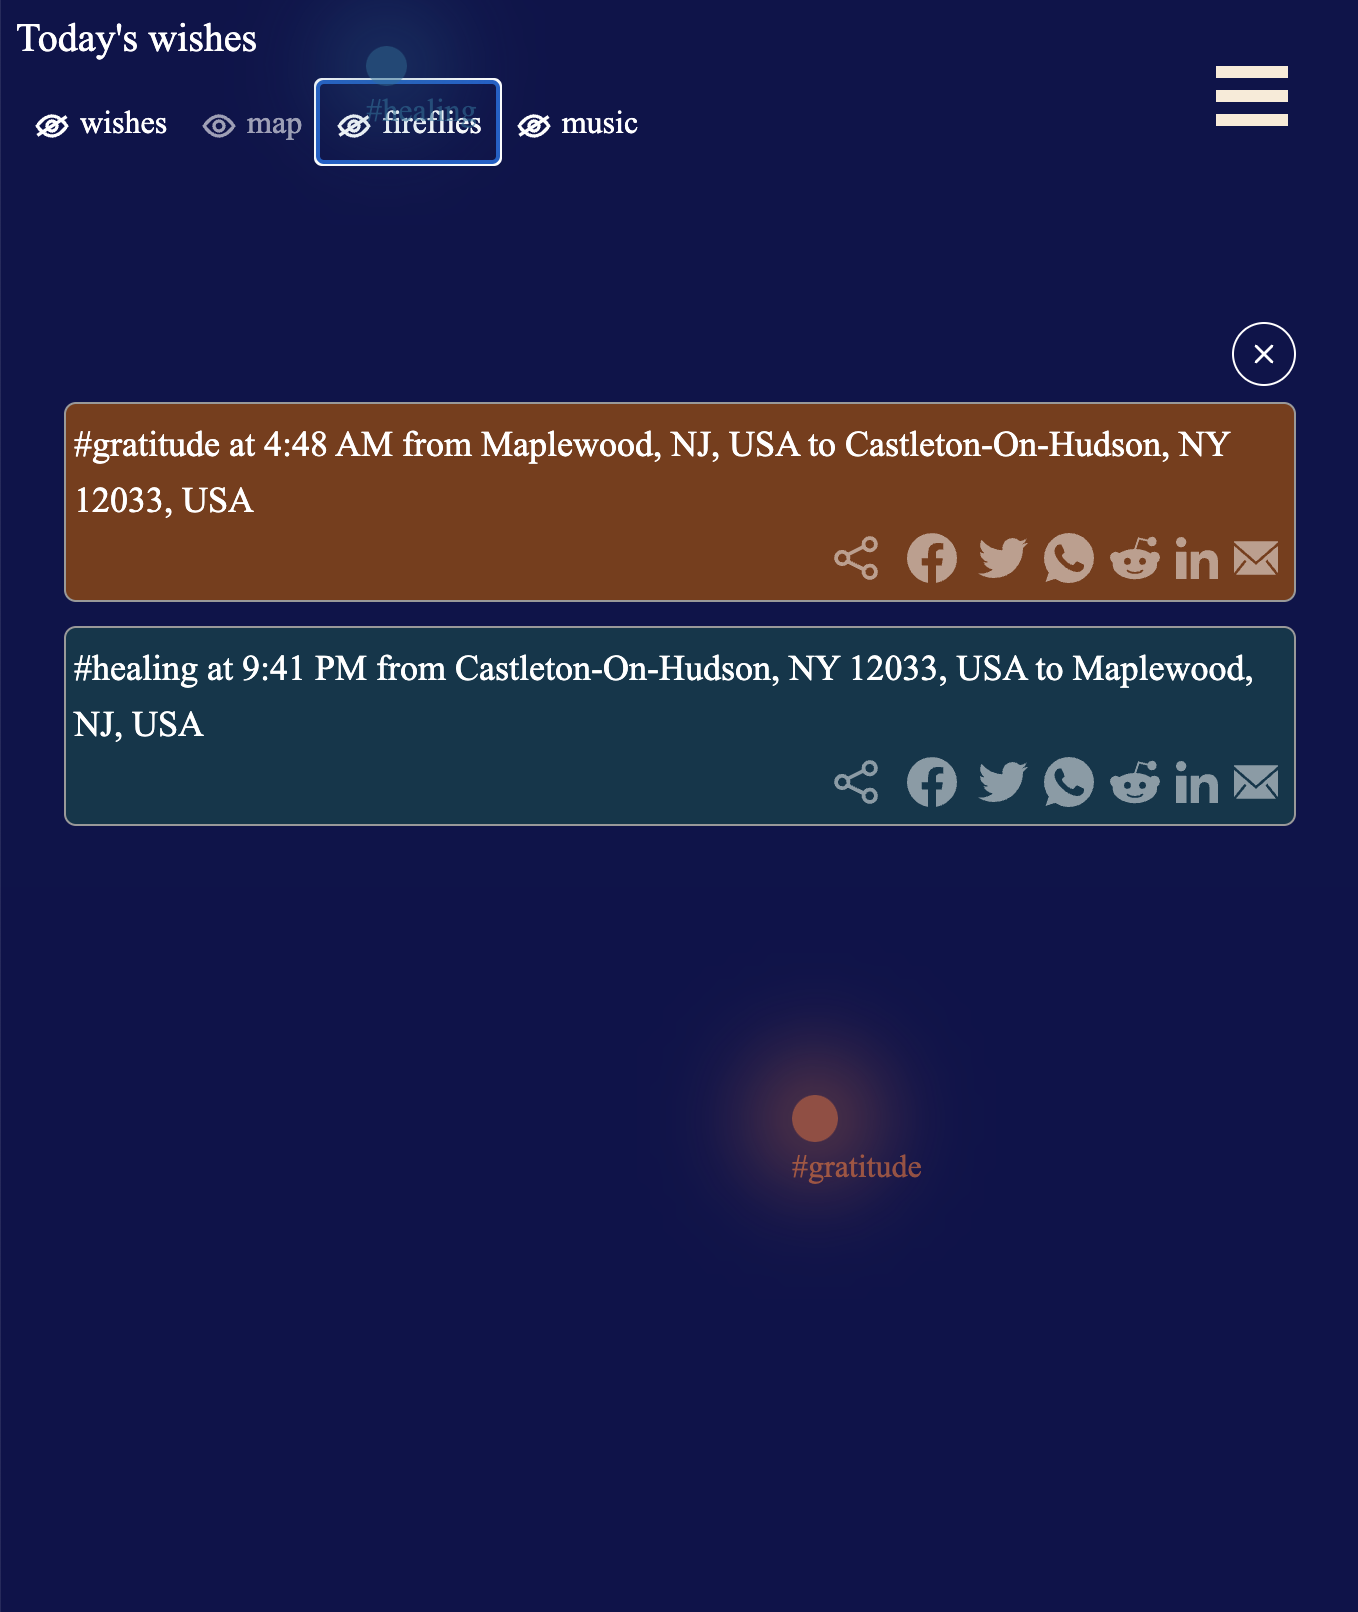 Today's wishes
#healing
wishes map fireflies music
#gratitude at 4:48 AM from Maplewood, NJ, USA to Castleton-On-Hudson, NY
12033, USA
#healing at 9:41 PM from Castleton-On-Hudson, NY 12033, USA to Maplewood,
NJ, USA
#gratitude